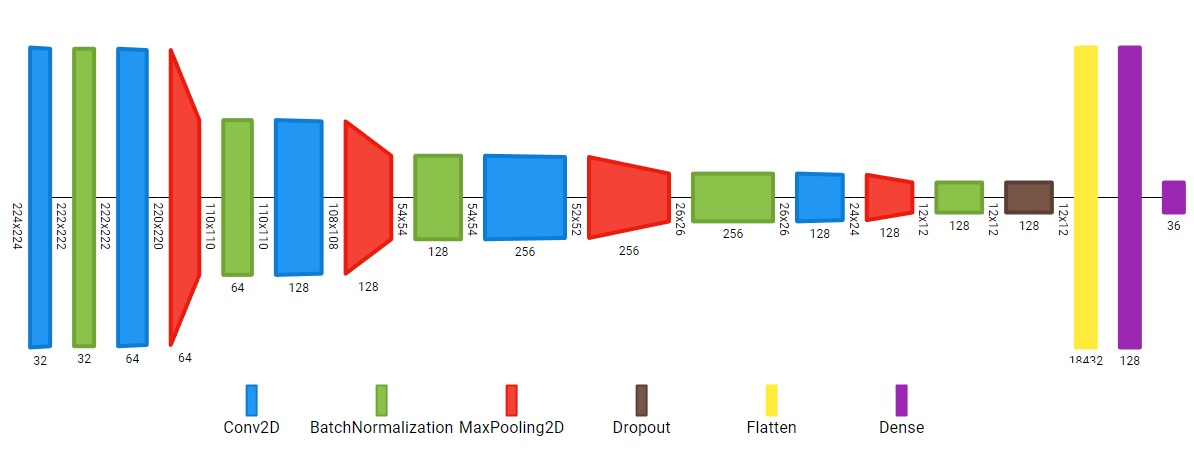 224x224
222x222
222x222
220x220
110x110
110x110
108x108
54x54
54x54
52x52
26x26
26x26
24x24
12x12
12x12
12x12
32
32
64
64
64
128
128
128
256
256
256
128
128
128
128
18432
128
36
Conv2D BatchNormalization MaxPooling2D Dropout Flatten Dense